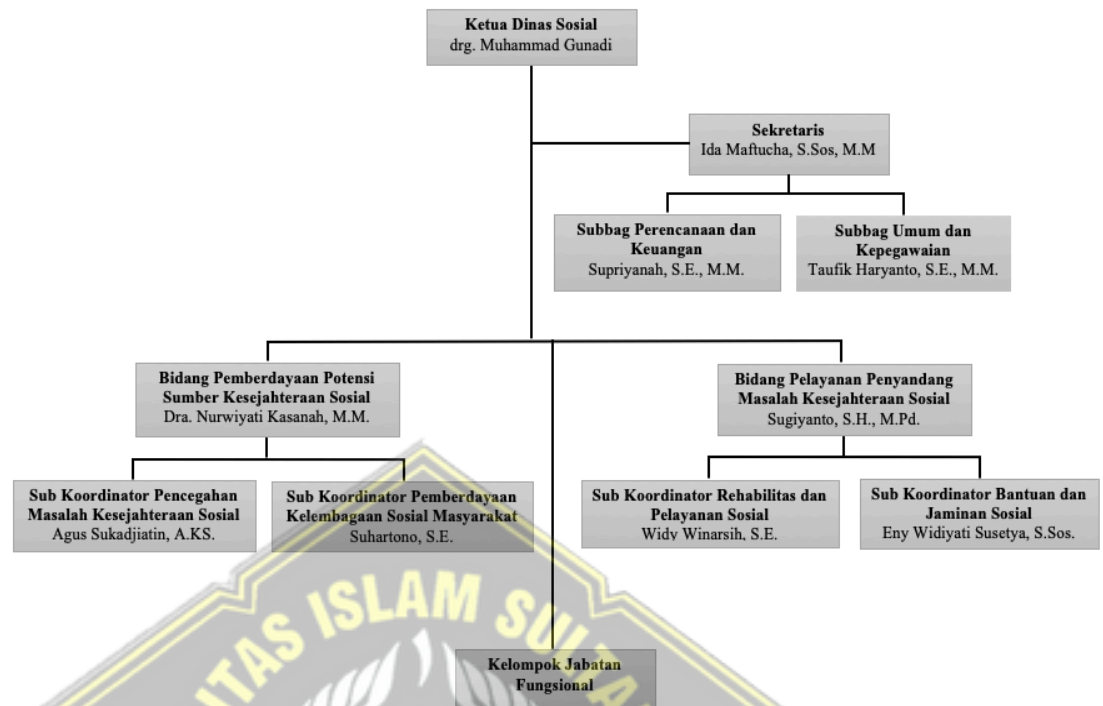 Ketua Dinas Sosial
drg. Muhammad Gunadi
Sekretaris
Ida Maftucha, S.Sos, M.M
Subbag Perencanaan dan
Keuangan
Supriyanah, S.E., M.M.
Subbag Umum dan
Kepegawaian
Taufik Haryanto, S.E., M.M.
Bidang Pemberdayaan Potensi
Sumber Kesejahteraan Sosial
Dra. Nurwiyati Kasanah, M.M.
Bidang Pelayanan Penyandang
Masalah Kesejahteraan Sosial
Sugiyanto, S.H., M.Pd.
Sub Koordinator Pencegahan
Masalah Kesejahteraan Sosial
Agus Sukadjiatin, A.KS.
Sub Koordinator Pemberdayaan
Kelembagaan Sosial Masyarakat
Suhartono, S.E.
Sub Koordinator Rehabilitas dan
Pelayanan Sosial
Widy Winarsih, S.E.
Sub Koordinator Bantuan dan
Jaminan Sosial
Eny Widiyati Susetya, S.Sos.
ISLAM
Kelompok Jabatan
Fungsional